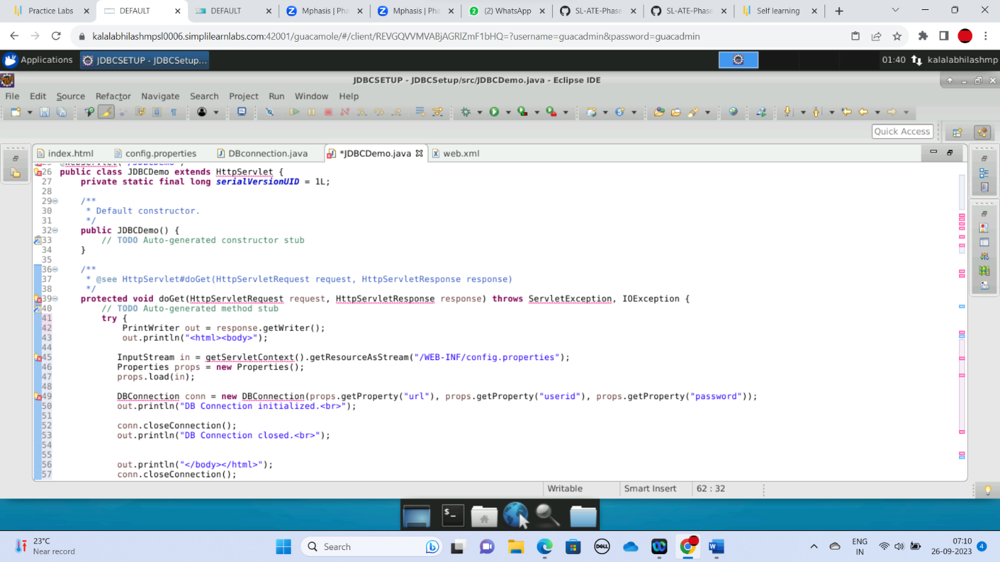 Practice Labs
DEFAULT
DEFAULT
Mphasis | Pha
Mphasis | Pha
(2) WhatsApp
SL-ATE-Phase
SL-ATE-Phase
Self learning
kalalabhilashmpsl0006.simplilearnlabs.com:42001/guacamole/#/client/REVGQVVMVABjAGRlZmF1bHQ=?username=guacadmin&password=guacadmin
Applications
JDBCSETUP - JDBCSetup...
01:40
kalalabhilashmp
JDBCSETUP - JDBCSetup/src/JDBCDemo.java - Eclipse IDE
File Edit Source Refactor Navigate Search Project Run Window Help
Quick Access
index.html
config.properties
DBconnection.java
*JDBCDemo.java
web.xml
25 @WebServlet("/JDBCDemo")
26 public class JDBCDemo extends HttpServlet {
27 private static final long serialVersionUID = 1L;
28
29 /**
30 * Default constructor.
31 */
32 public JDBCDemo() {
33 // TODO Auto-generated constructor stub
34 }
35
36 /**
37 * @see HttpServlet#doGet(HttpServletRequest request, HttpServletResponse response)
38 */
39 protected void doGet(HttpServletRequest request, HttpServletResponse response) throws ServletException, IOException {
40 // TODO Auto-generated method stub
41 try {
42 PrintWriter out = response.getWriter();
43 out.println("<html><body>");
44
45 InputStream in = getServletContext().getResourceAsStream("/WEB-INF/config.properties");
46 Properties props = new Properties();
47 props.load(in);
48
49 DBConnection conn = new DBConnection(props.getProperty("url"), props.getProperty("userid"), props.getProperty("password"));
50 out.println("DB Connection initialized.<br>");
51
52 conn.closeConnection();
53 out.println("DB Connection closed.<br>");
54
55
56 out.println("</body></html>");
57 conn.closeConnection();
Writable
Smart Insert
62 : 32
$_
23°C
Near record
Search
DELL
W
ENG
IN
07:10
26-09-2023
4